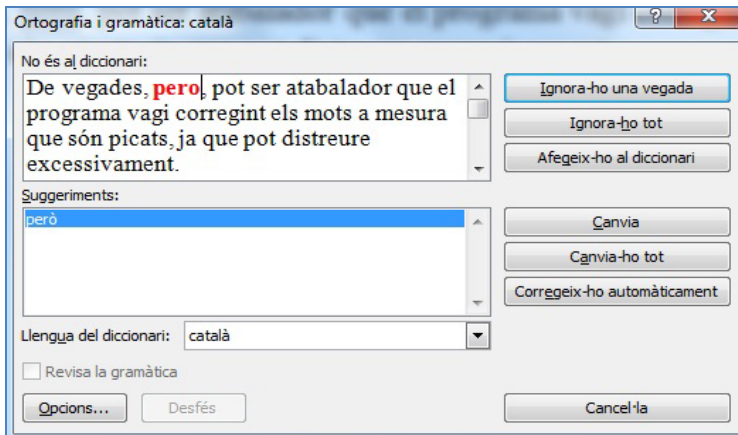 Ortografia i gramàtica: català
No és al diccionari:
De vegades, pero, pot ser atabalador que el
programa vagi corregint els mots a mesura
que són picats, ja que pot distreure
excessivament.
Ignora-ho una vegada
Ignora-ho tot
Afegeix-ho al diccionari
Suggeriments:
però
Canvia
Canvia-ho tot
Corregeix-ho automàticament
Llengua del diccionari: català
Revisa la gramàtica
Opcions... Desfés Cancel·la